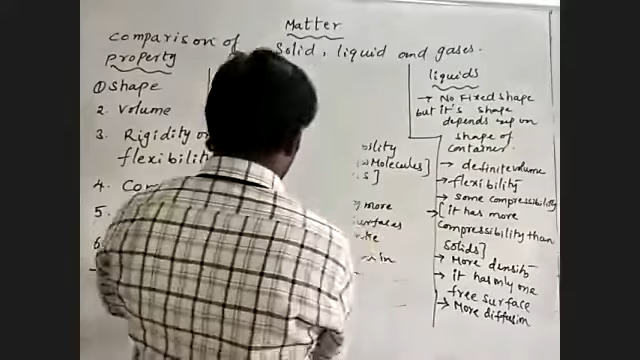 Matter
comparison of Solid, liquid and gases.
property
① Shape
2. Volume
3. Rigidity or
flexibility
4. Com
5.
6
bility
Molecules]
s]
more
surfaces
in
liquids
→ No Fixed shape
but it's shape
depends up on
shape of
container.
→ definite volume
→ flexibility
→ some compressibility
→ [it has more
compressibility than
solids]
→ More density
→ it has only one
free surface
→ More diffusion